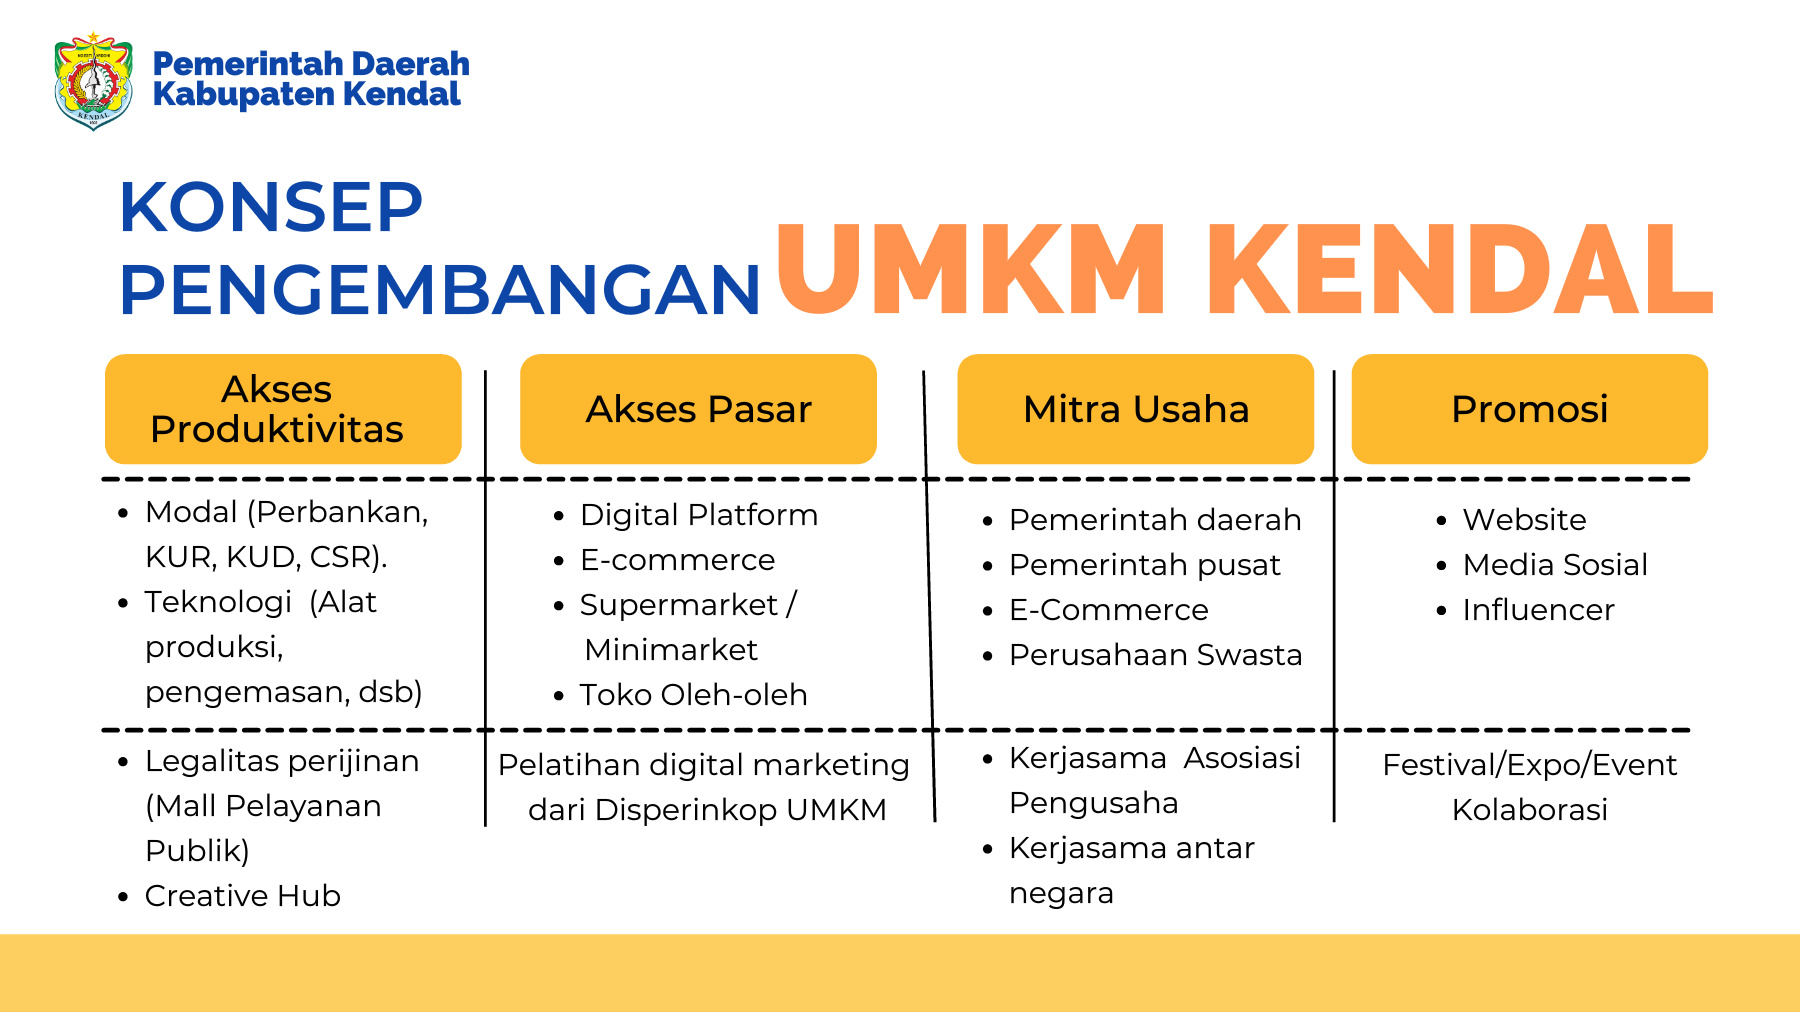 Pemerintah Daerah
Kabupaten Kendal
KENDAL
KONSEP
PENGEMBANGAN
UMKM KENDAL
Akses
Produktivitas
• Modal (Perbankan,
KUR, KUD, CSR).
• Teknologi (Alat
produksi,
pengemasan, dsb)
• Legalitas perijinan
(Mall Pelayanan
Publik)
• Creative Hub
Akses Pasar
• Digital Platform
• E-commerce
• Supermarket /
Minimarket
• Toko Oleh-oleh
Pelatihan digital marketing
dari Disperinkop UMKM
Mitra Usaha
• Pemerintah daerah
• Pemerintah pusat
• E-Commerce
• Perusahaan Swasta
• Kerjasama Asosiasi
Pengusaha
• Kerjasama antar
negara
Promosi
• Website
• Media Sosial
• Influencer
Festival/Expo/Event
Kolaborasi